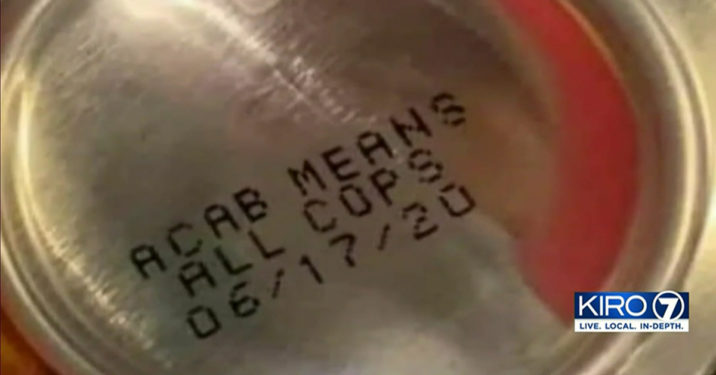 ACAB MEANS
ALL COPS
06/17/20
KIRO 7
LIVE. LOCAL. IN-DEPTH.